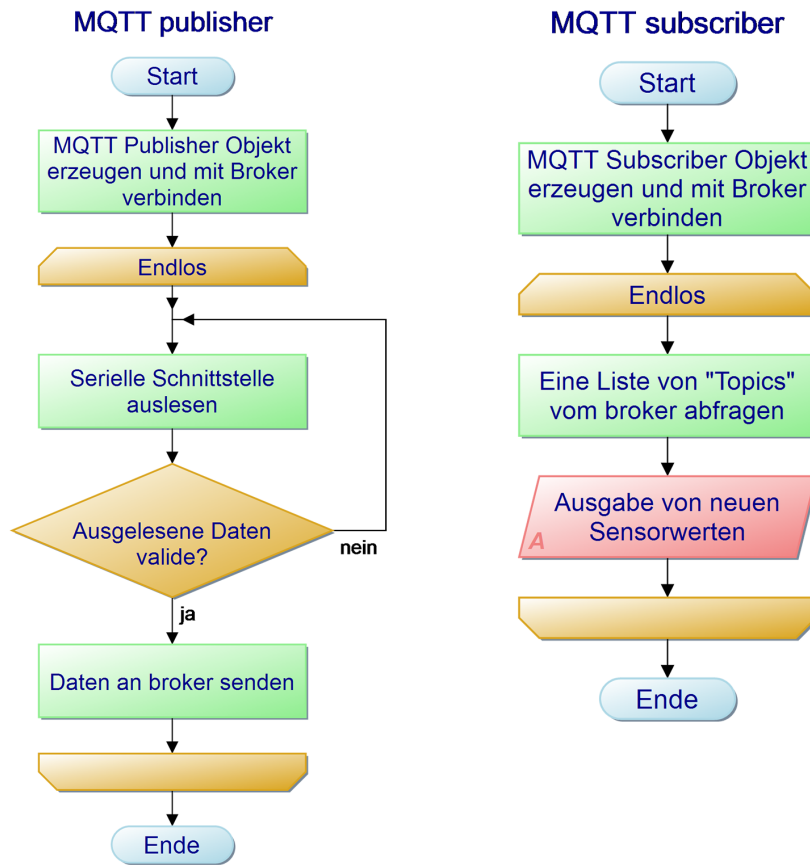 MQTT publisher
Start
MQTT Publisher Objekt
erzeugen und mit Broker
verbinden
Endlos
Serielle Schnittstelle
auslesen
Ausgelesene Daten
valide?
nein
ja
Daten an broker senden
Ende
MQTT subscriber
Start
MQTT Subscriber Objekt
erzeugen und mit Broker
verbinden
Endlos
Eine Liste von "Topics"
vom broker abfragen
Ausgabe von neuen
Sensorwerten
A
Ende